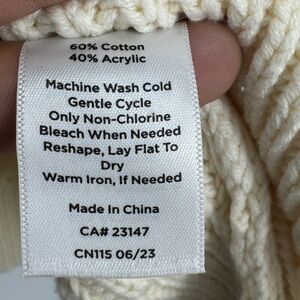 60% Cotton
40% Acrylic
Machine Wash Cold
Gentle Cycle
Only Non-Chlorine
Bleach When Needed
Reshape, Lay Flat To
Dry
Warm Iron, If Needed
Made In China
CA# 23147
CN115 06/23